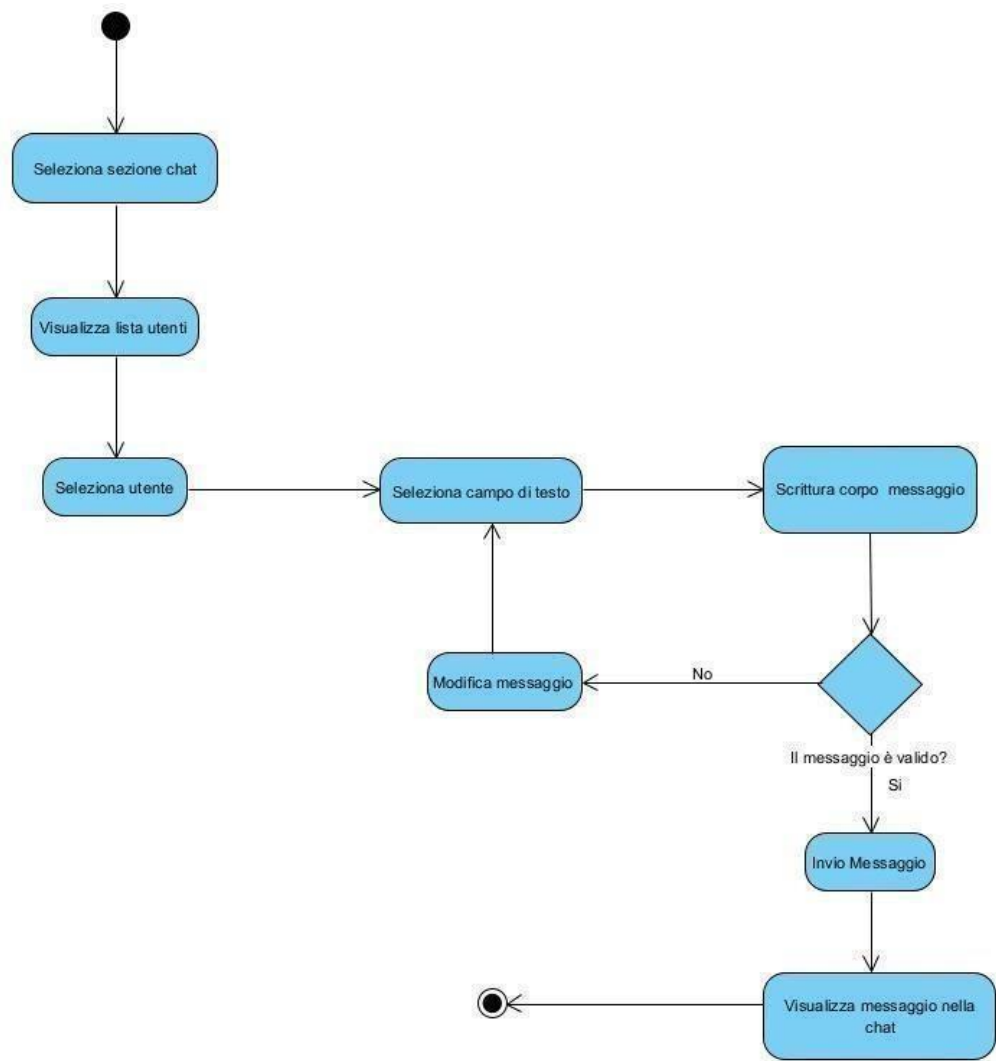 Seleziona sezione chat
Visualizza lista utenti
Seleziona utente
Seleziona campo di testo
Scrittura corpo messaggio
Modifica messaggio
No
Il messaggio è valido?
Si
Invio Messaggio
Visualizza messaggio nella
chat